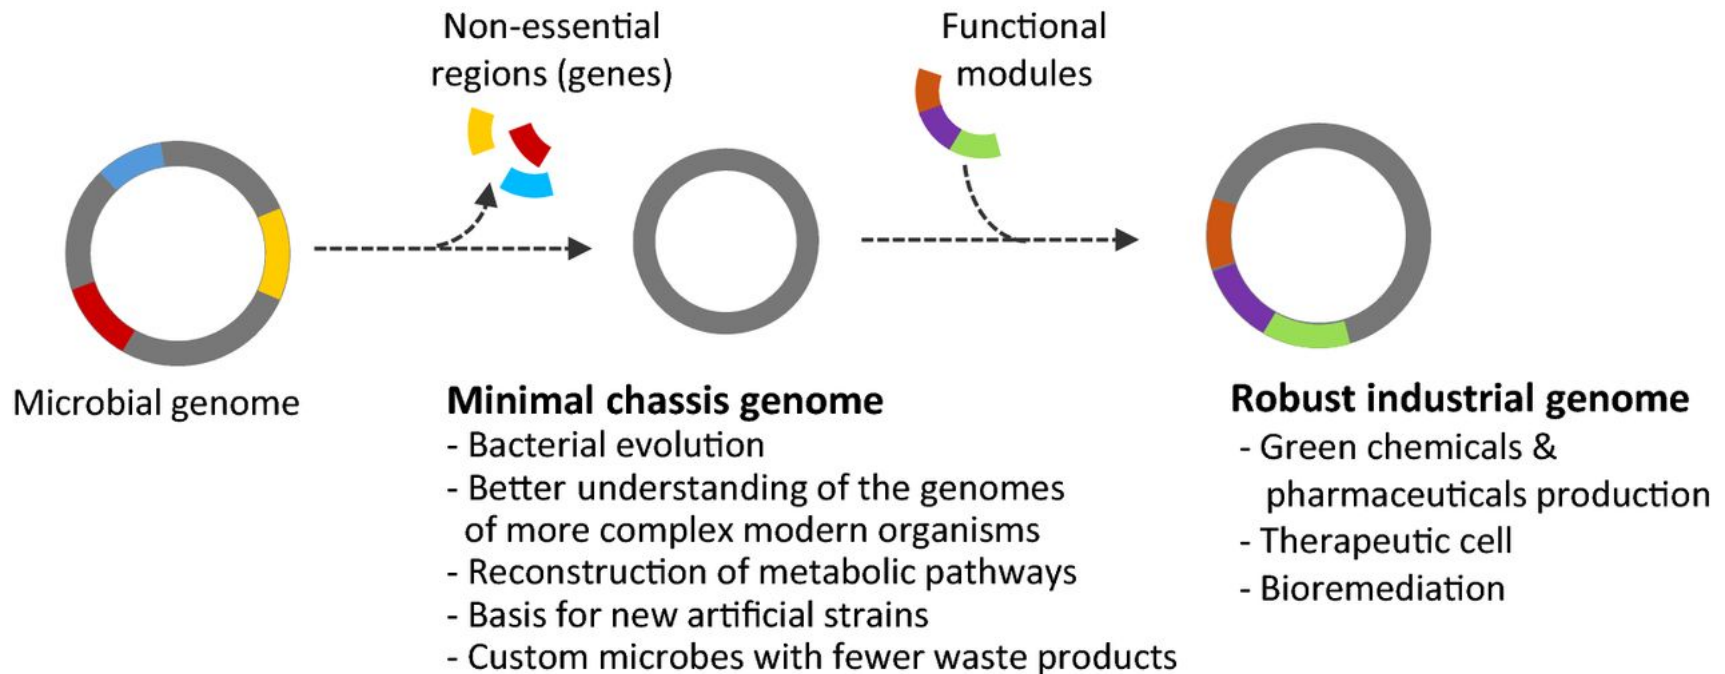 Non-essential
regions (genes)
Functional
modules
Microbial genome
Minimal chassis genome
- Bacterial evolution
- Better understanding of the genomes
of more complex modern organisms
- Reconstruction of metabolic pathways
- Basis for new artificial strains
- Custom microbes with fewer waste products
Robust industrial genome
- Green chemicals &
pharmaceuticals production
- Therapeutic cell
- Bioremediation